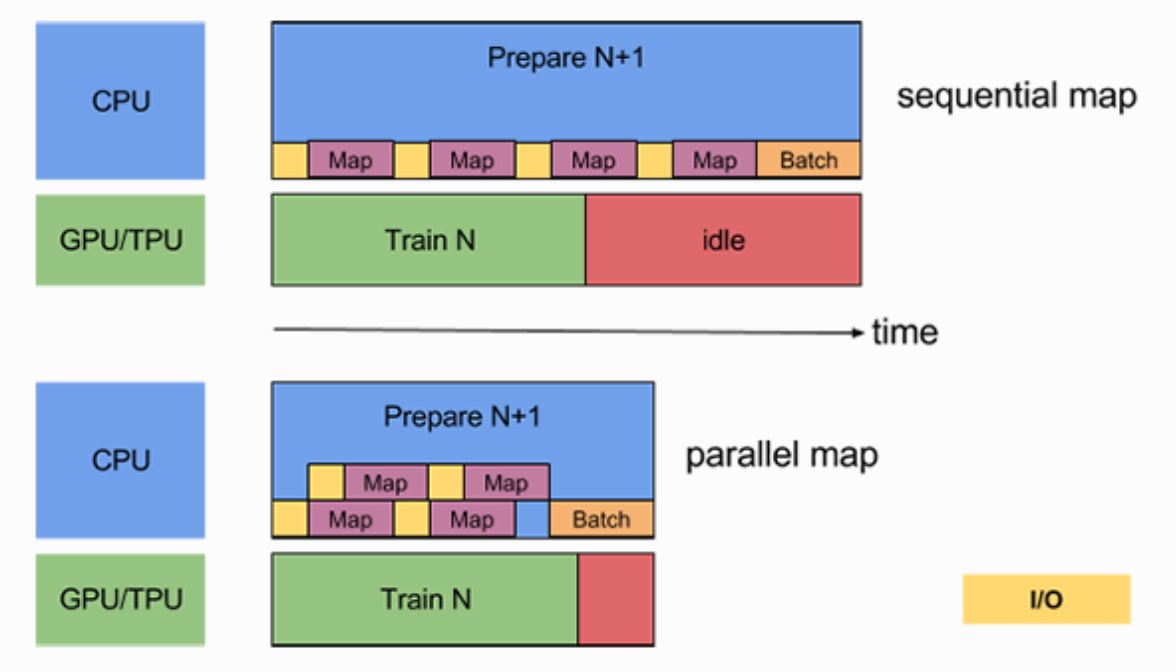 CPU
Prepare N+1
sequential map
Map
Map
Map
Map
Batch
GPU/TPU
Train N
idle
time
CPU
Prepare N+1
parallel map
Map
Map
Map
Map
Batch
GPU/TPU
Train N
I/O